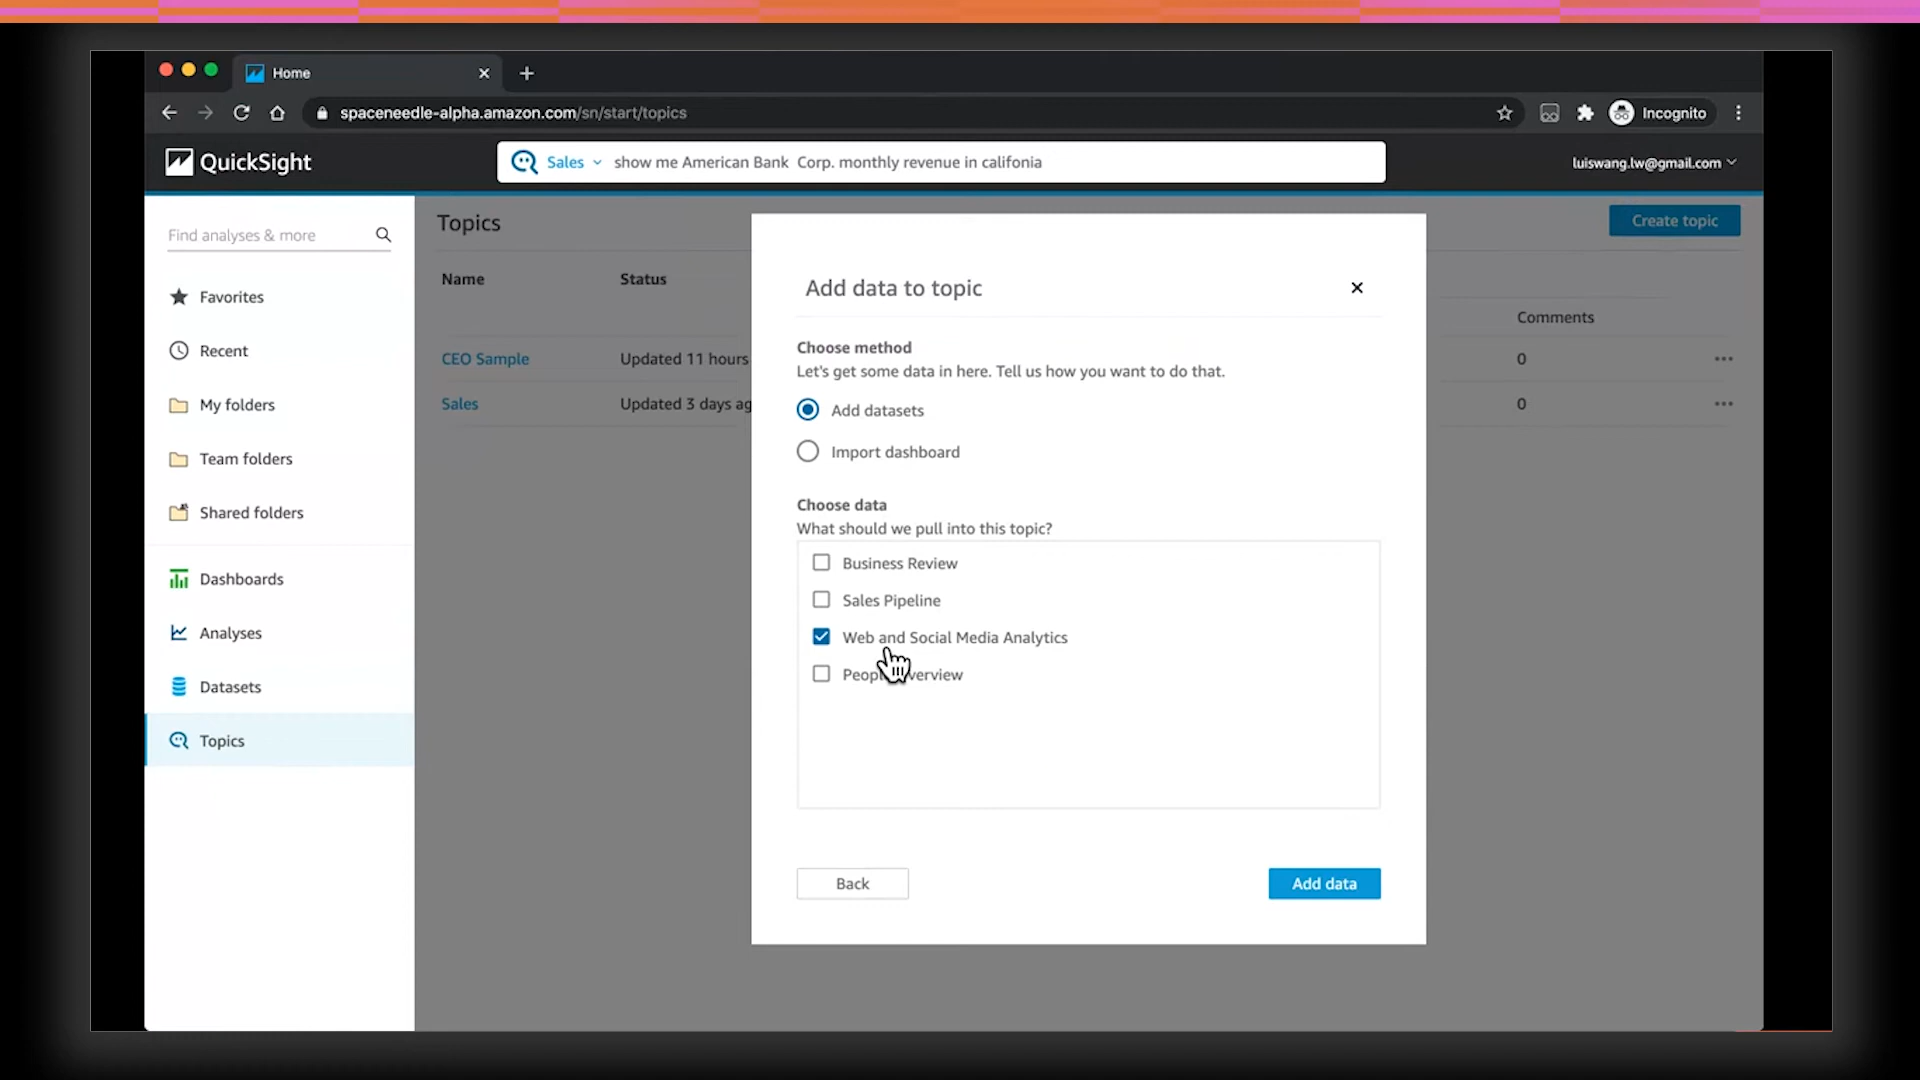 Home
spaceneedle-alpha.amazon.com/sn/start/topics
Incognito
QuickSight
Sales
show me American Bank Corp. monthly revenue in califonia
luiswang.lw@gmail.com
Find analyses & more
Favorites
Recent
My folders
Team folders
Shared folders
Dashboards
Analyses
Datasets
Topics
Topics
Create topic
Name
Status
Comments
CEO Sample
Updated 11 hours
0
Sales
Updated 3 days ag
0
Add data to topic
Choose method
Let's get some data in here. Tell us how you want to do that.
Add datasets
Import dashboard
Choose data
What should we pull into this topic?
Business Review
Sales Pipeline
Web and Social Media Analytics
Back
Add data